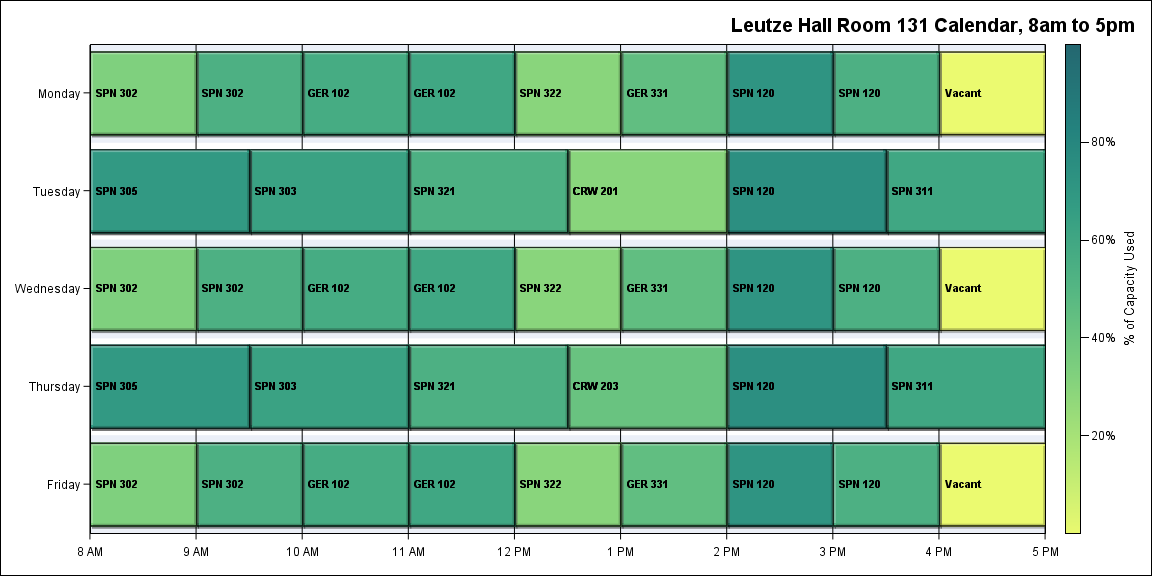 Leutze Hall Room 131 Calendar, 8am to 5pm
Monday
SPN 302 SPN 302 GER 102 GER 102 SPN 322 GER 331 SPN 120 SPN 120 Vacant
Tuesday
SPN 305 SPN 303 SPN 321 CRW 201 SPN 120 SPN 311
Wednesday
SPN 302 SPN 302 GER 102 GER 102 SPN 322 GER 331 SPN 120 SPN 120 Vacant
Thursday
SPN 305 SPN 303 SPN 321 CRW 203 SPN 120 SPN 311
Friday
SPN 302 SPN 302 GER 102 GER 102 SPN 322 GER 331 SPN 120 SPN 120 Vacant
8 AM 9 AM 10 AM 11 AM 12 PM 1 PM 2 PM 3 PM 4 PM 5 PM
80%
60%
40%
20%
% of Capacity Used